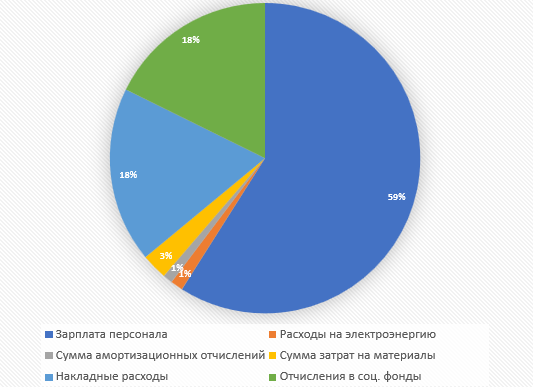 18%
59%
18%
3%
1%
1%
Зарплата персонала
Расходы на электроэнергию
Сумма амортизационных отчислений
Сумма затрат на материалы
Накладные расходы
Отчисления в соц. фонды